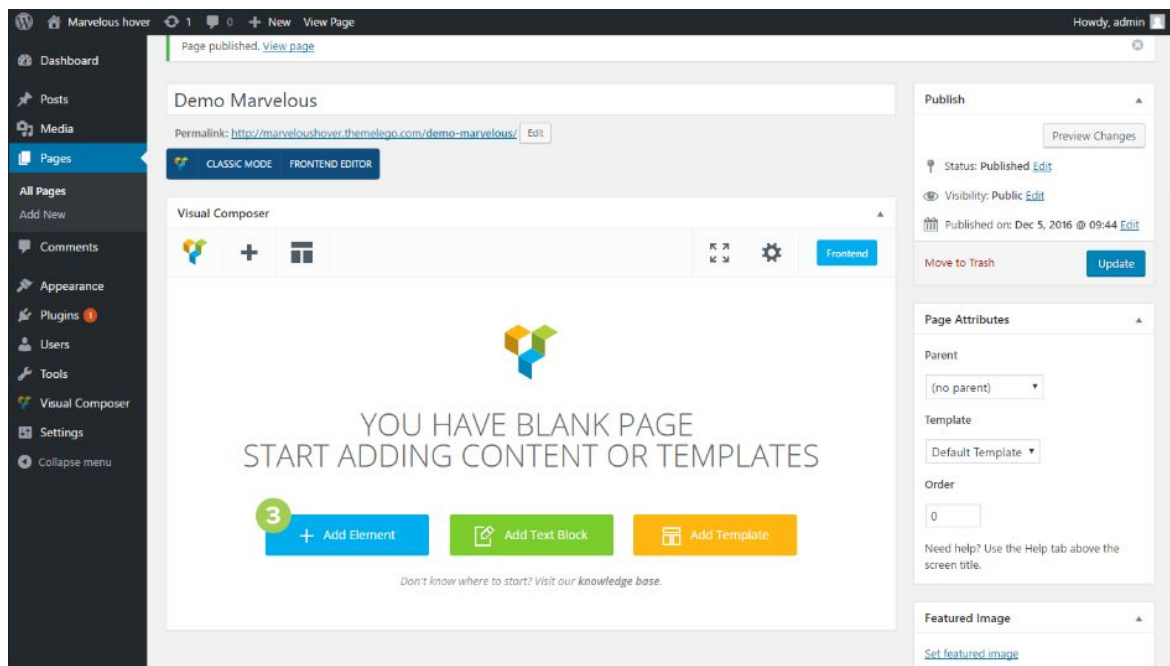 Marvelous hover 1 0 + New View Page Howdy, admin
Dashboard
Posts
Media
Pages
All Pages
Add New
Comments
Appearance
Plugins 1
Users
Tools
Visual Composer
Settings
Collapse menu
Page published. View page
Demo Marvelous
Permalink: http://marveloushover.themelego.com/demo-marvelous/ Edit
CLASSIC MODE FRONTEND EDITOR
Visual Composer
Frontend
YOU HAVE BLANK PAGE
START ADDING CONTENT OR TEMPLATES
3
+ Add Element Add Text Block Add Template
Don't know where to start? Visit our knowledge base.
Publish
Preview Changes
Status: Published Edit
Visibility: Public Edit
Published on: Dec 5, 2016 @ 09:44 Edit
Move to Trash Update
Page Attributes
Parent
(no parent)
Template
Default Template
Order
0
Need help? Use the Help tab above the
screen title.
Featured Image
Set featured image